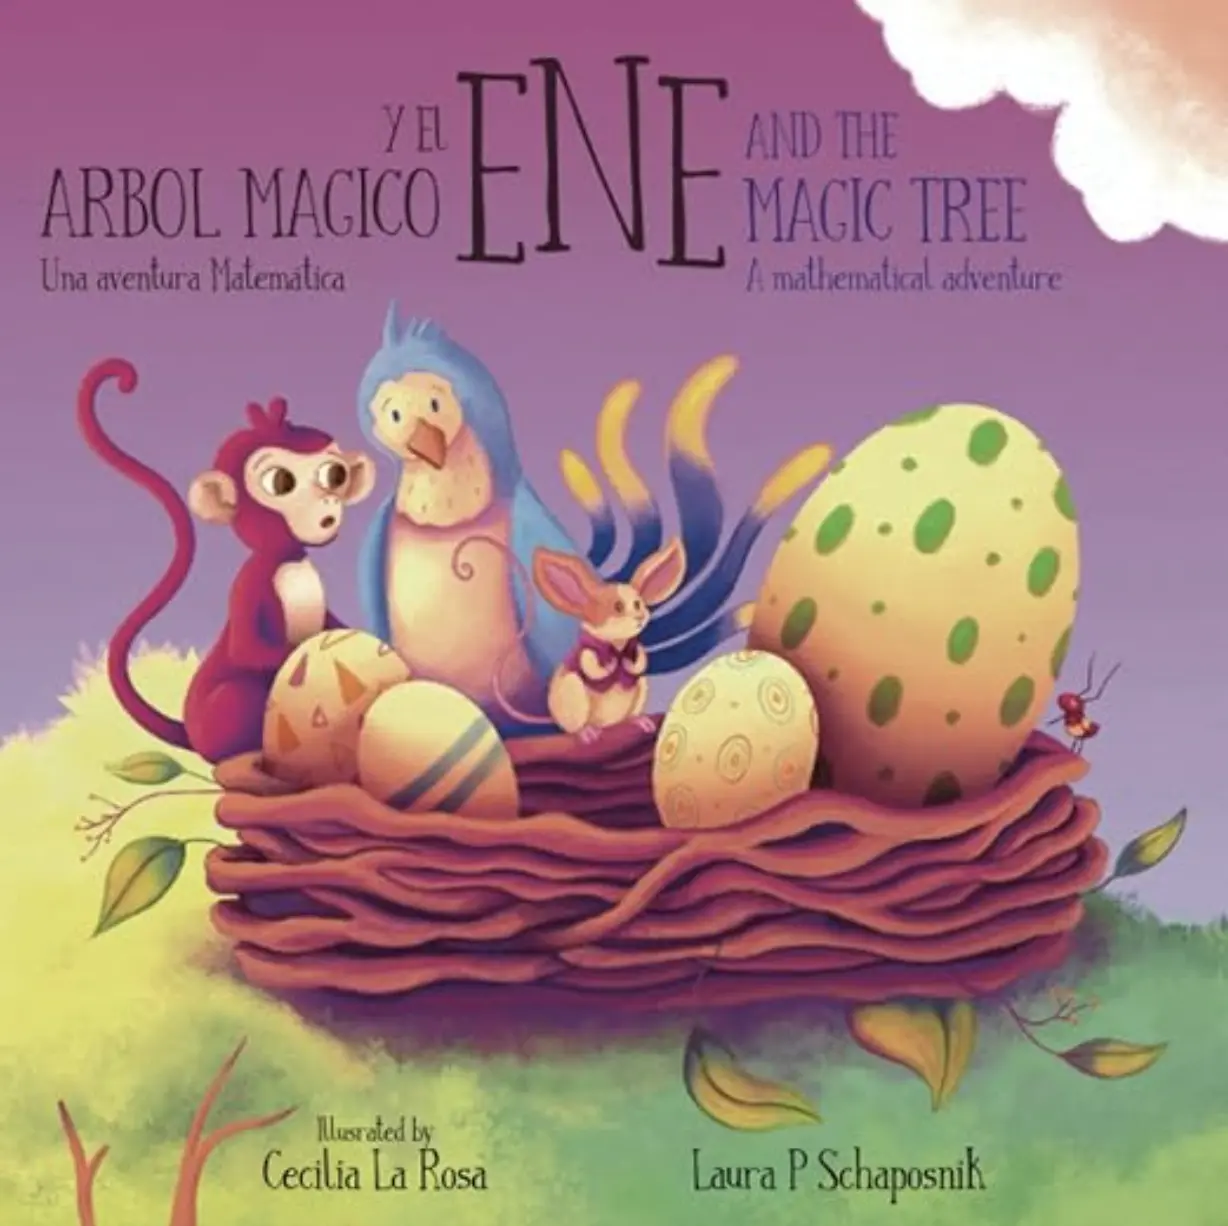 ENE
Y El
ARBOL MAGICO
Una aventura Matemática
AND THE
MAGIC TREE
A mathematical adventure
Illusrated by
Cecilia La Rosa
Laura P Schaposnik